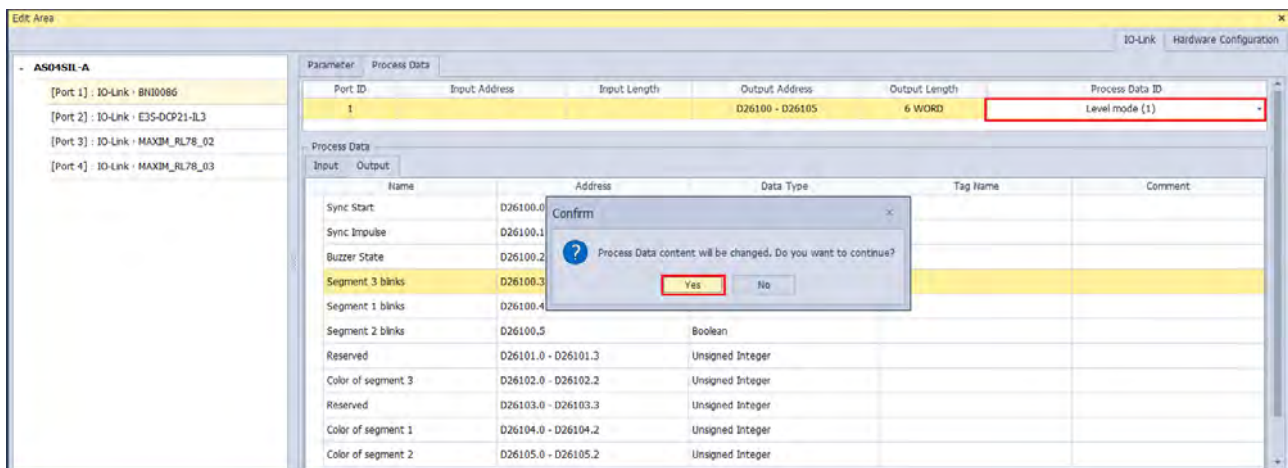 Edit Area ×
IO-Link Hardware Configuration
- AS04SIL-A
[Port 1] : IO-Link · BNI0086
[Port 2] : IO-Link · E3S-DCP21-IL3
[Port 3] : IO-Link · MAXIM_RL78_02
[Port 4] : IO-Link · MAXIM_RL78_03
Parameter Process Data
Port ID Input Address Input Length Output Address Output Length Process Data ID
1 D26100 - D26105 6 WORD Level mode (1)
Process Data
Input Output
Name Address Data Type Tag Name Comment
Sync Start D26100.0
Sync Impulse D26100.1
Buzzer State D26100.2
Segment 3 blinks D26100.3
Segment 1 blinks D26100.4
Segment 2 blinks D26100.5 Boolean
Reserved D26101.0 - D26101.3 Unsigned Integer
Color of segment 3 D26102.0 - D26102.2 Unsigned Integer
Reserved D26103.0 - D26103.3 Unsigned Integer
Color of segment 1 D26104.0 - D26104.2 Unsigned Integer
Color of segment 2 D26105.0 - D26105.2 Unsigned Integer
Confirm ×
? Process Data content will be changed. Do you want to continue?
Yes No